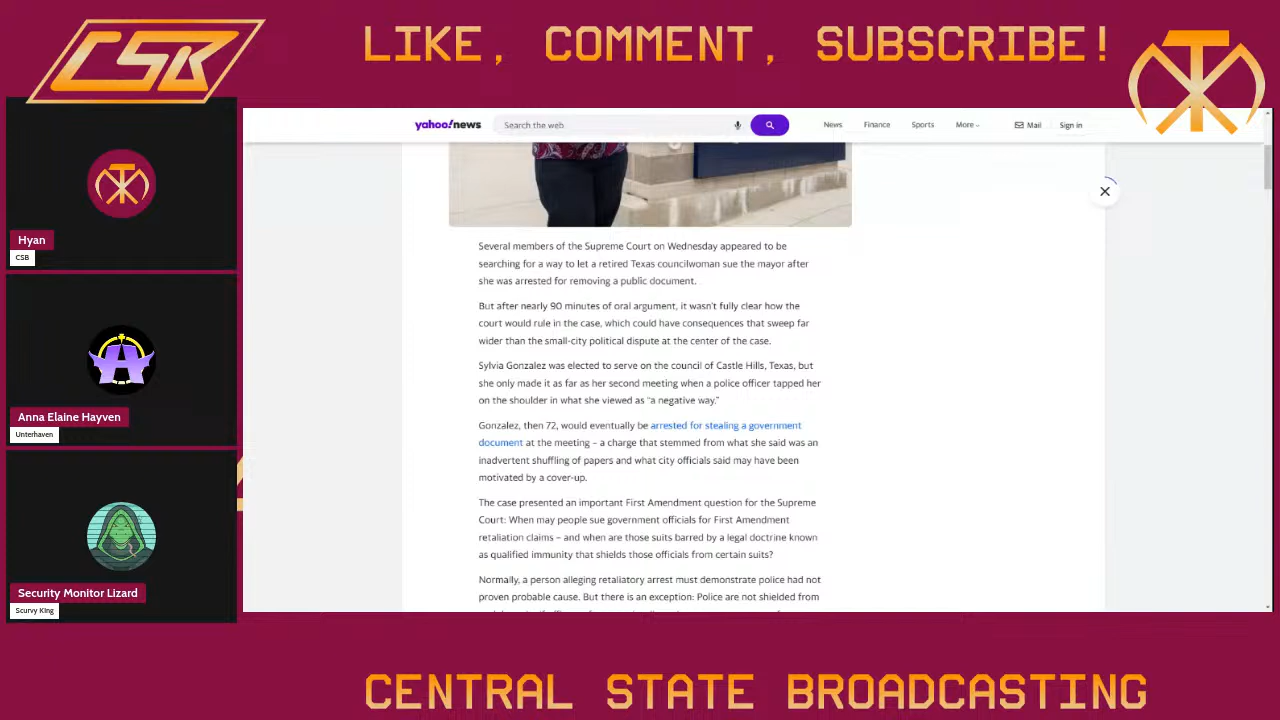 CSB
LIKE, COMMENT, SUBSCRIBE!
Hyan
CSB
Anna Elaine Hayven
Unterhaven
Security Monitor Lizard
Scurvy King
yahoo!news
Search the web
News
Finance
Sports
More
Mail
Sign in
Several members of the Supreme Court on Wednesday appeared to be
searching for a way to let a retired Texas councilwoman sue the mayor after
she was arrested for removing a public document.
But after nearly 90 minutes of oral argument, it wasn't fully clear how the
court would rule in the case, which could have consequences that sweep far
wider than the small-city political dispute at the center of the case.
Sylvia Gonzalez was elected to serve on the council of Castle Hills, Texas, but
she only made it as far as her second meeting when a police officer tapped her
on the shoulder in what she viewed as “a negative way.”
Gonzalez, then 72, would eventually be arrested for stealing a government
document at the meeting – a charge that stemmed from what she said was an
inadvertent shuffling of papers and what city officials said may have been
motivated by a cover-up.
The case presented an important First Amendment question for the Supreme
Court: When may people sue government officials for First Amendment
retaliation claims – and when are those suits barred by a legal doctrine known
as qualified immunity that shields those officials from certain suits?
Normally, a person alleging retaliatory arrest must demonstrate police had not
proven probable cause. But there is an exception: Police are not shielded from
CENTRAL STATE BROADCASTING